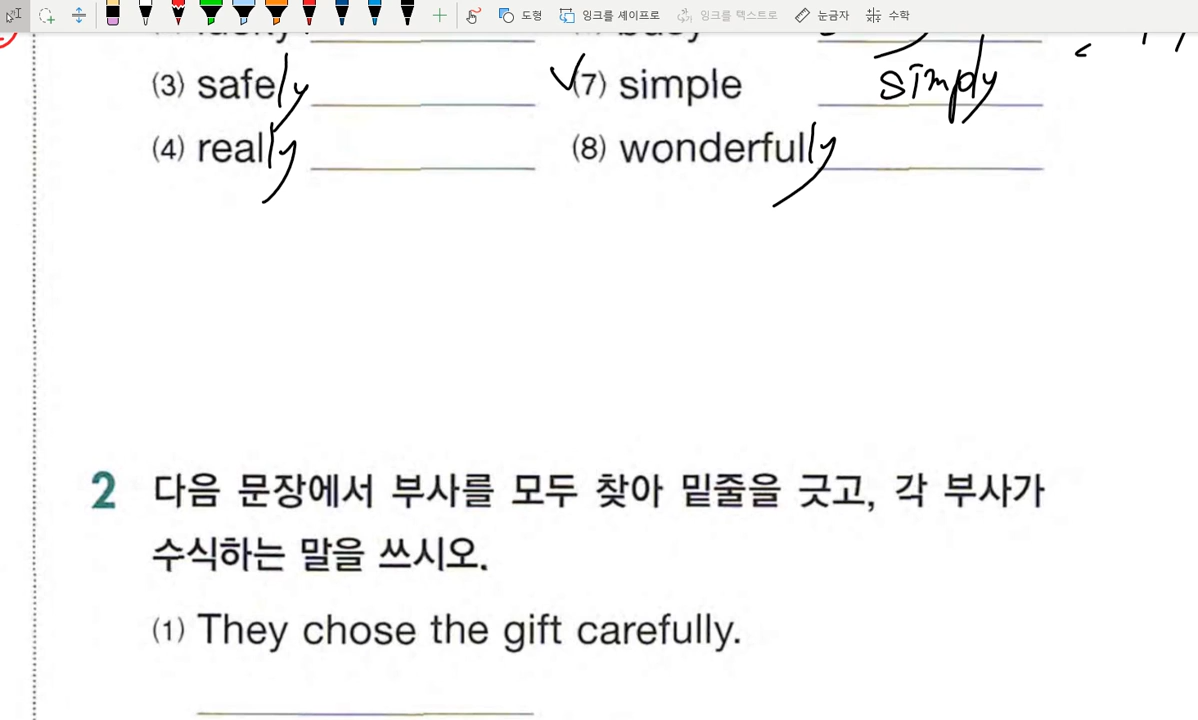 도형 잉크를 셰이프로 잉크를 텍스트로 눈금자 수학
(3) safely (7) simple simply
(4) really (8) wonderfully
2 다음 문장에서 부사를 모두 찾아 밑줄을 긋고, 각 부사가
수식하는 말을 쓰시오.
(1) They chose the gift carefully.